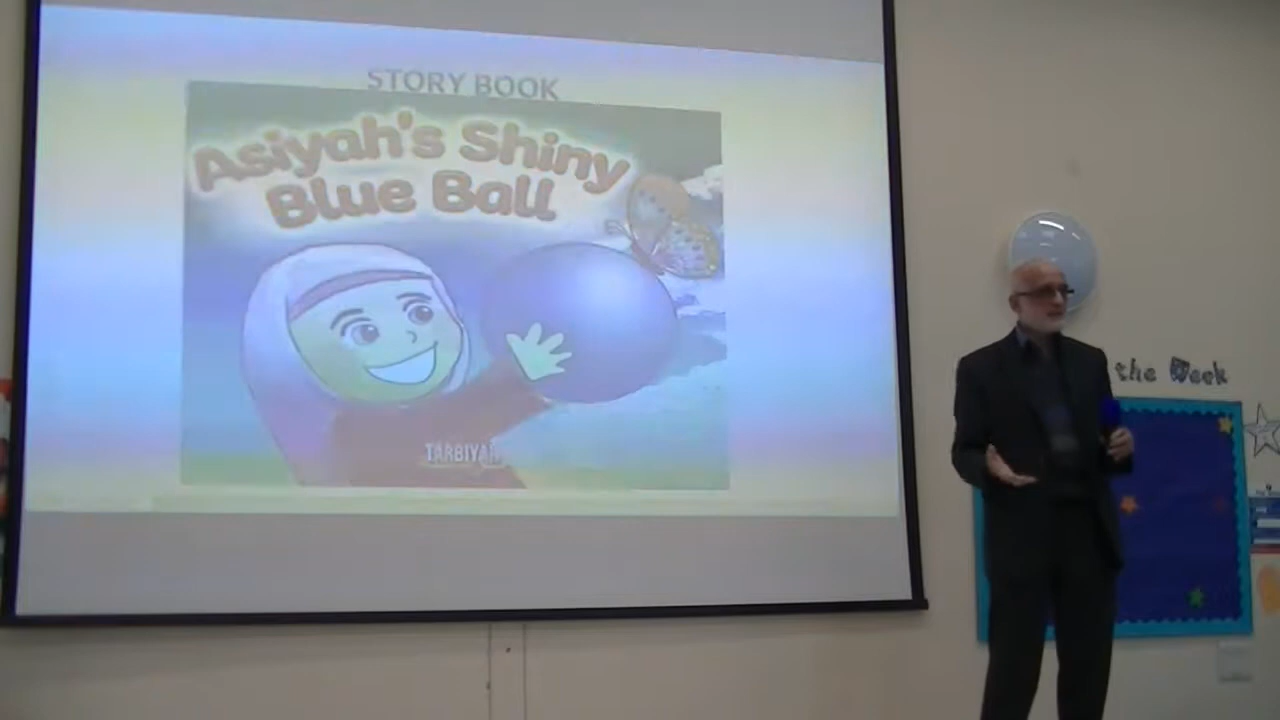 STORY BOOK
Asiyah's Shiny
Blue Ball
TARBIYAH
the Week